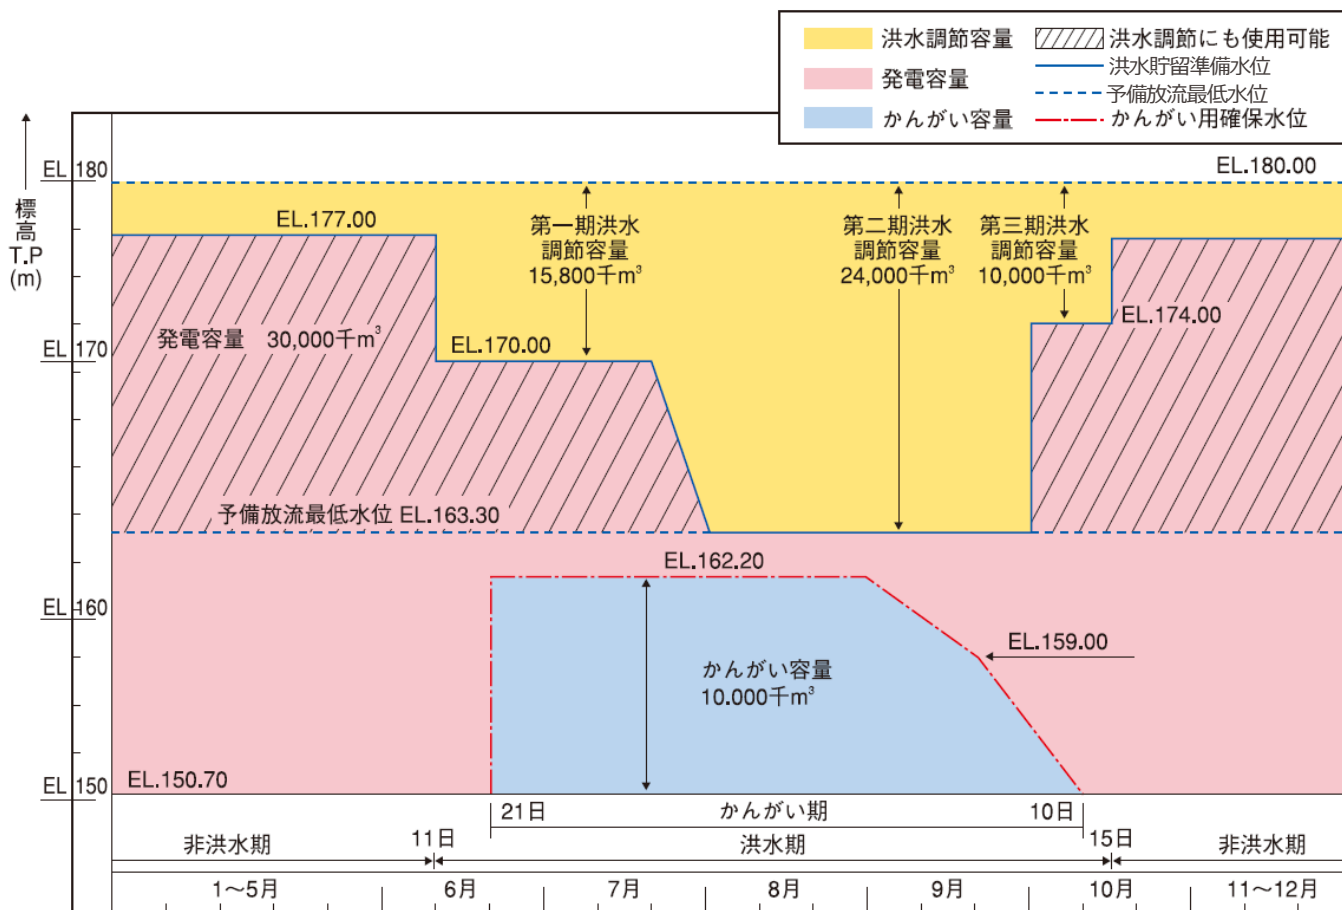 洪水調節容量
洪水調節にも使用可能
発電容量
洪水貯留準備水位
予備放流最低水位
かんがい容量
かんがい用確保水位
標高
T.P
(m)
EL 180
EL 170
EL 160
EL 150
EL.180.00
EL.177.00
第一期洪水
調節容量
15,800千m³
第二期洪水
調節容量
24,000千m³
第三期洪水
調節容量
10,000千m³
発電容量 30,000千m³
EL.170.00
EL.174.00
予備放流最低水位 EL.163.30
EL.162.20
EL.159.00
かんがい容量
10.000千m³
EL.150.70
21日
かんがい期
10日
非洪水期
11日
洪水期
15日
非洪水期
1〜5月
6月
7月
8月
9月
10月
11〜12月